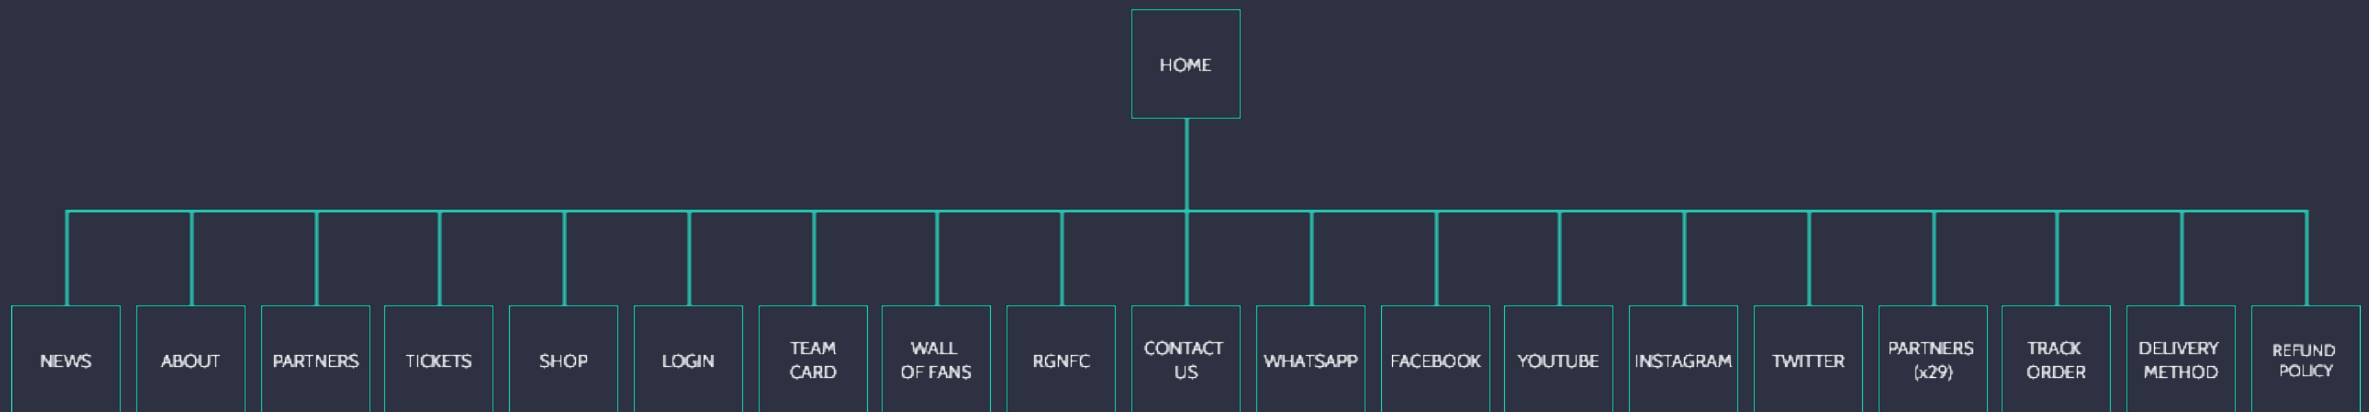 HOME
NEWS
ABOUT
PARTNERS
TICKETS
SHOP
LOGIN
TEAM
CARD
WALL
OF FANS
RGNFC
CONTACT
US
WHATSAPP
FACEBOOK
YOUTUBE
INSTAGRAM
TWITTER
PARTNERS
(x29)
TRACK
ORDER
DELIVERY
METHOD
REFUND
POLICY